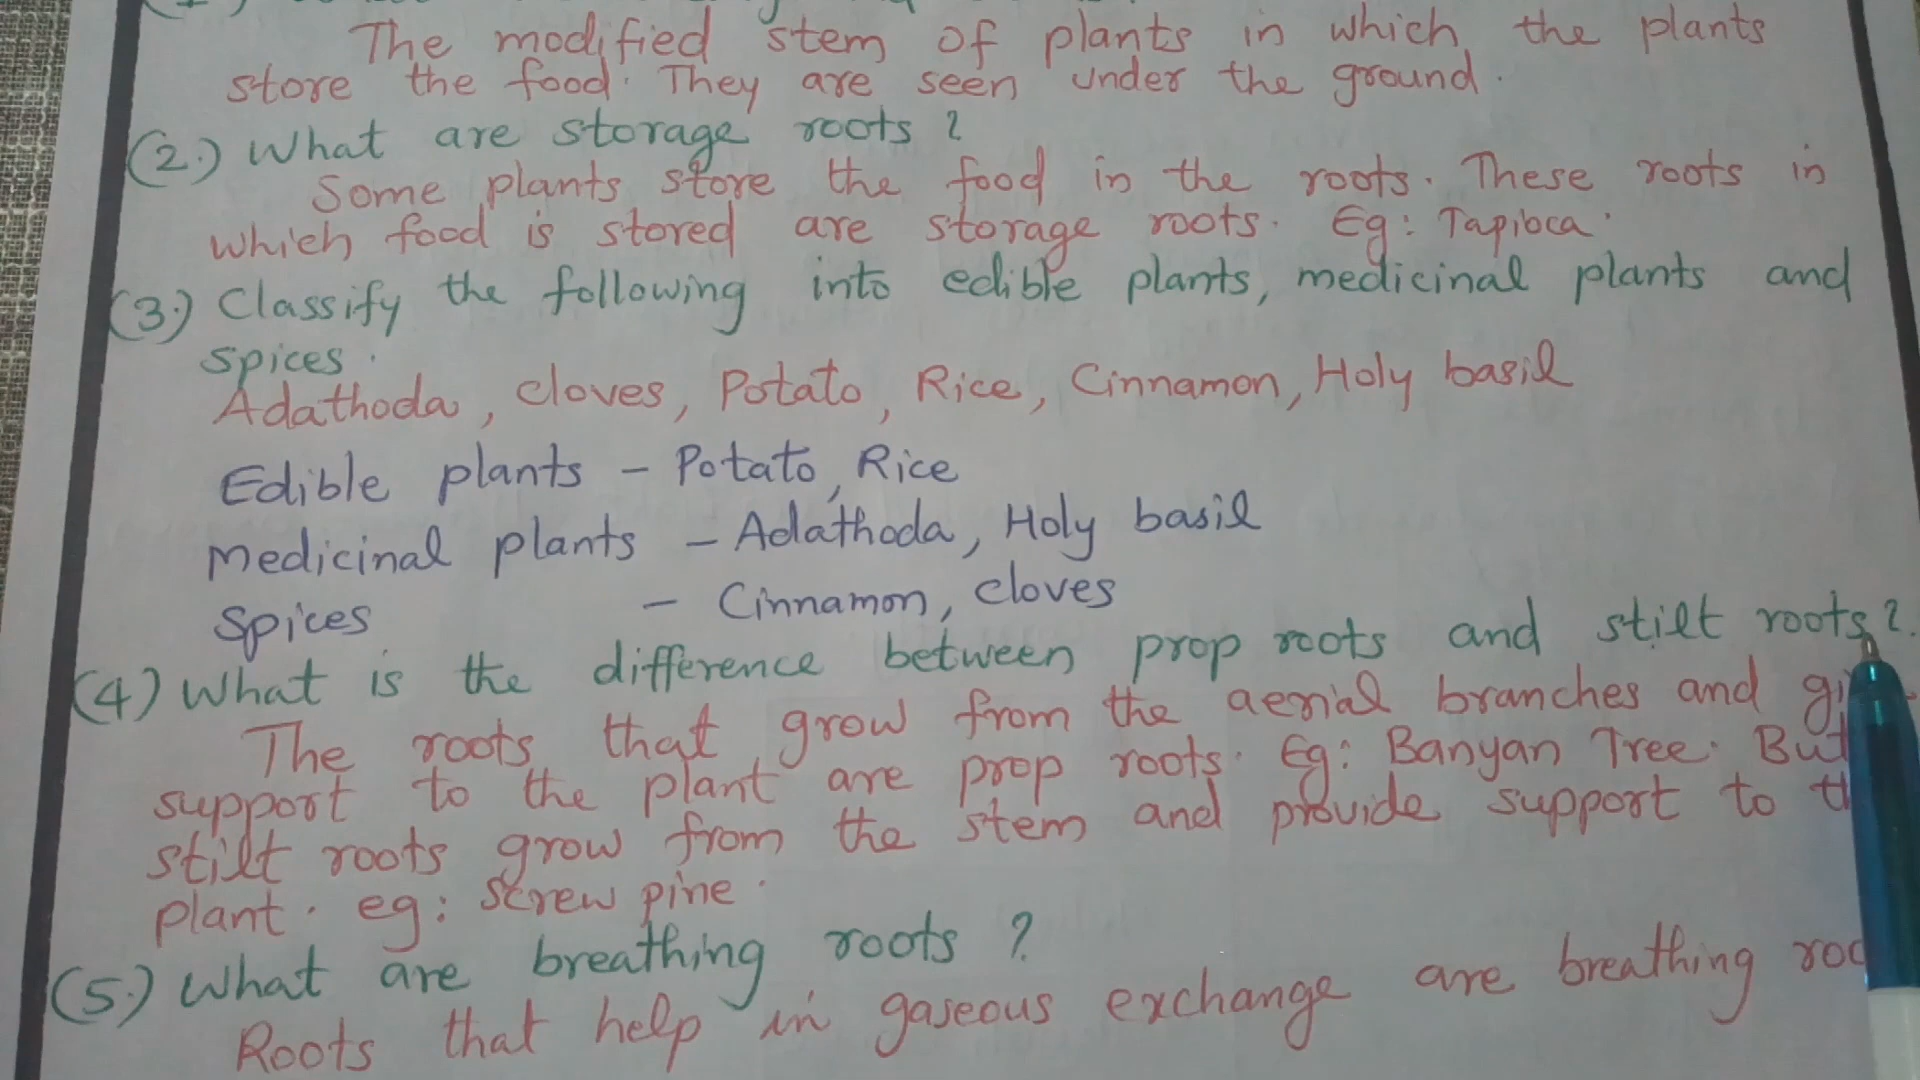 The modified stem of plants in which the plants
store the food. They are seen under the ground.
(2.) What are storage roots ?
Some plants store the food in the roots. These roots in
which food is stored are storage roots. Eg: Tapioca.
(3.) Classify the following into edible plants, medicinal plants and
spices.
Adathoda, cloves, Potato, Rice, Cinnamon, Holy basil
Edible plants - Potato, Rice
Medicinal plants - Adathoda, Holy basil
Spices - Cinnamon, cloves
(4) What is the difference between prop roots and stilt roots?
The roots that grow from the aerial branches and
support to the plant are prop roots. Eg: Banyan Tree. But
stilt roots grow from the stem and provide support to
plant. eg: screw pine.
(5.) What are breathing roots ?
Roots that help in gaseous exchange are breathing